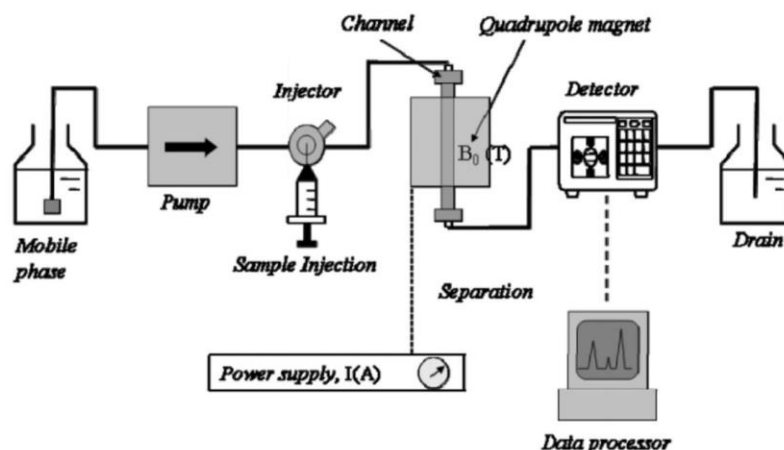 Channel
Quadrupole magnet
Injector
Detector
B₀ (T)
Pump
Mobile
phase
Sample Injection
Drain
Separation
Power supply, I(A)
Data processor